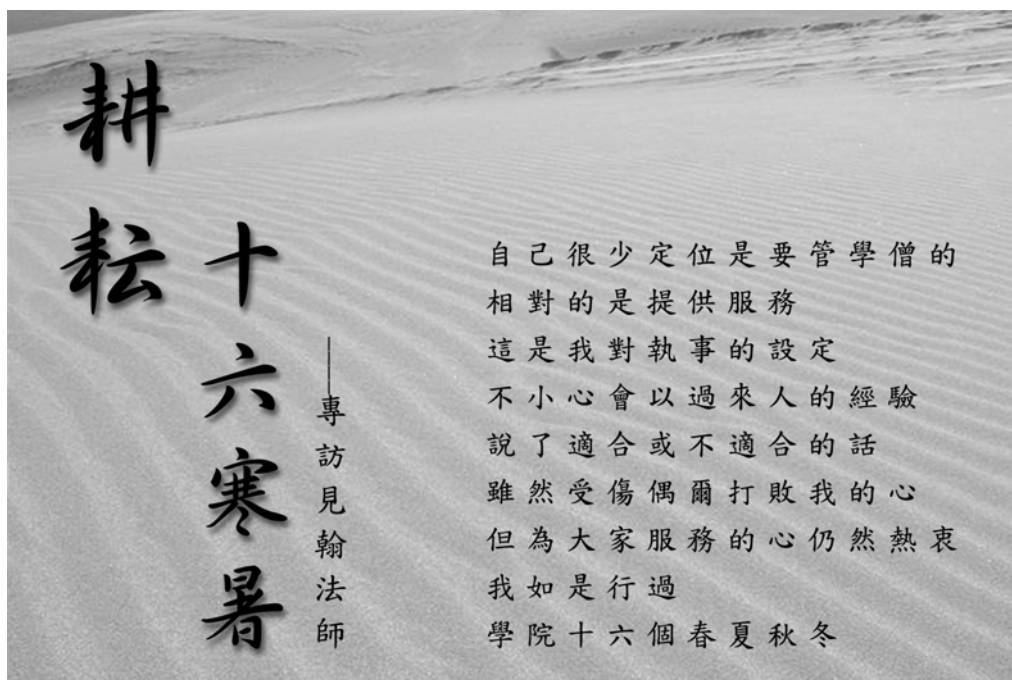 耕耘
十六寒暑
——專訪見翰法師
自己很少定位是要管學僧的
相對的是提供服務
這是我對執事的設定
不小心會以過來人的經驗
說了適合或不適合的話
雖然受傷偶爾打敗我的心
但為大家服務的心仍然熱衷
我如是行過
學院十六個春夏秋冬